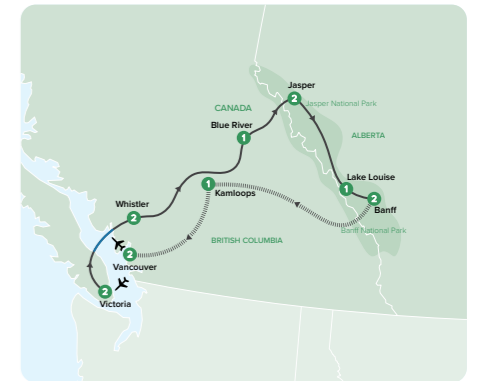 Jasper
2
Jasper National Park
CANADA
Blue River
1
ALBERTA
Lake Louise
1
2
Banff
1
Kamloops
Whistler
2
Banff National Park
BRITISH COLUMBIA
2
Vancouver
2
Victoria